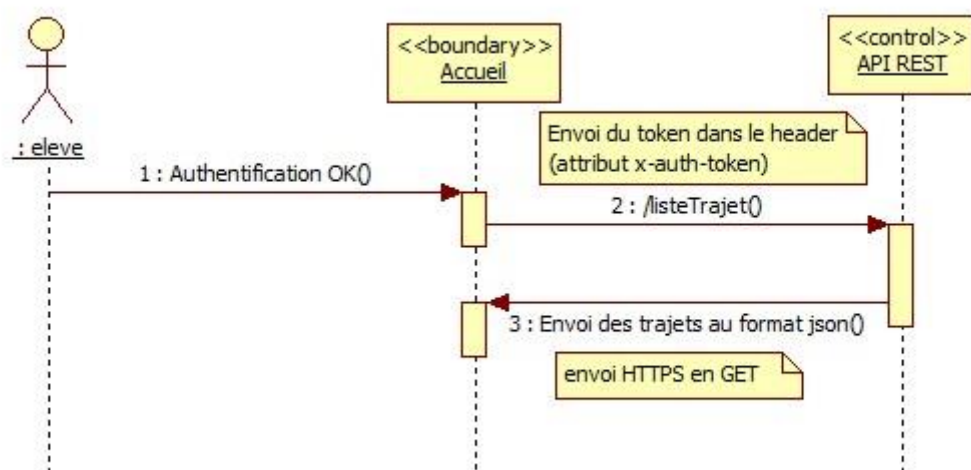 <<boundary>>
Accueil
<<control>>
API REST
: eleve
Envoi du token dans le header
(attribut x-auth-token)
1 : Authentification OK()
2 : /listeTrajet()
3 : Envoi des trajets au format json()
envoi HTTPS en GET